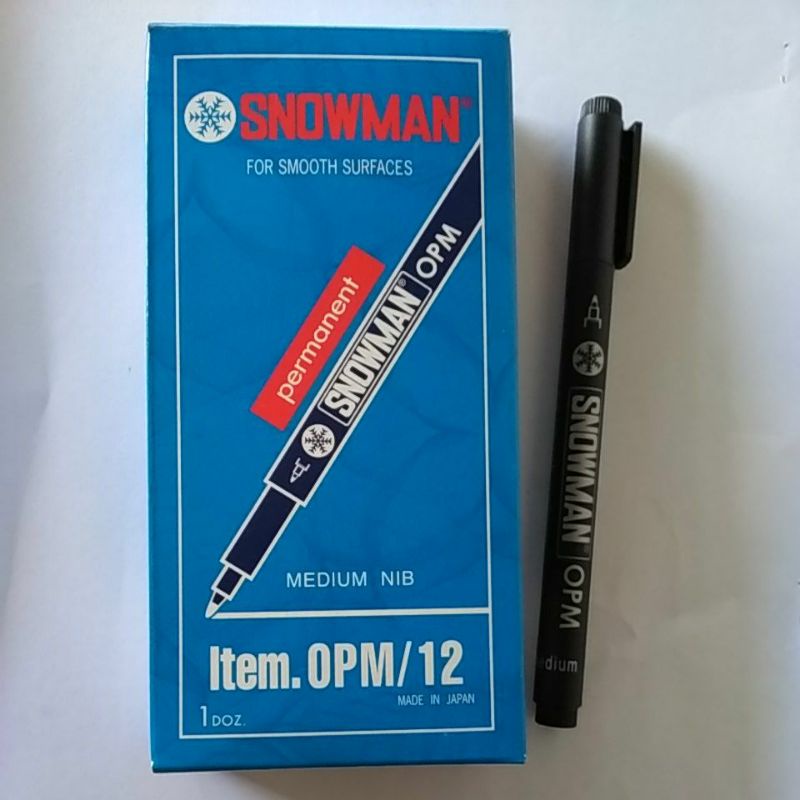 SNOWMAN®
FOR SMOOTH SURFACES
permanent
SNOWMAN® OPM
MEDIUM NIB
Item. OPM/12
MADE IN JAPAN
1 DOZ.
SNOWMAN OPM
edium